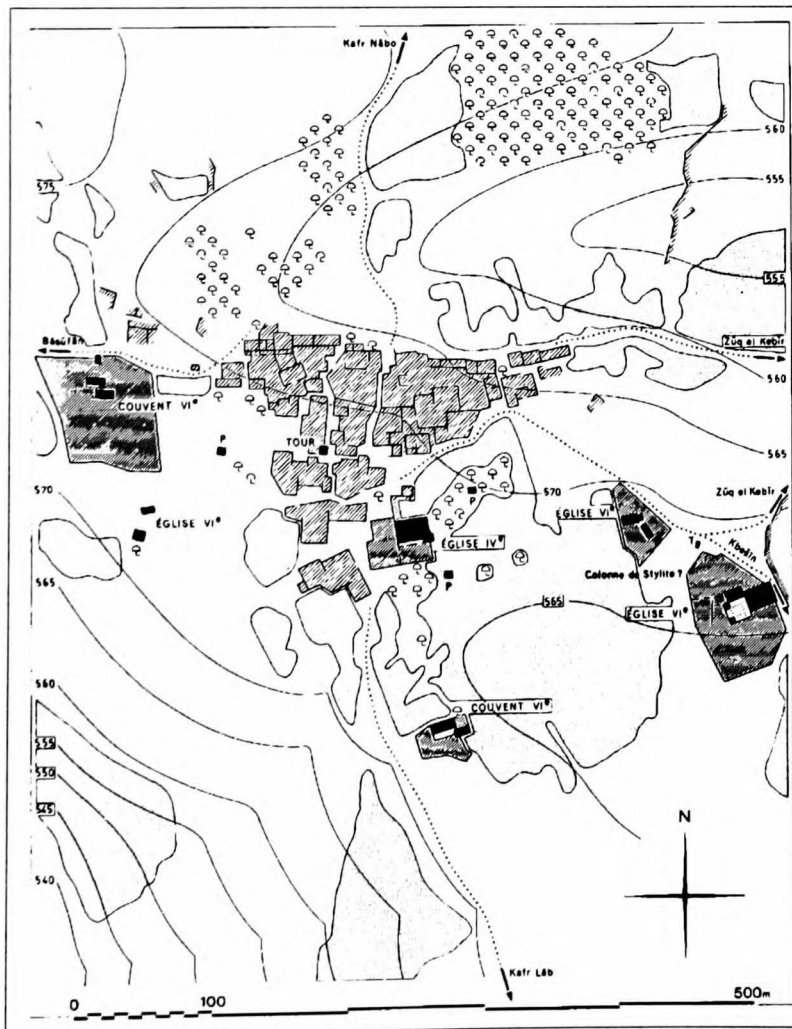 Kafr Nābo
575
560
555
555
Bāsūfān
Zūq el Kebīr
560
COUVENT VIᵉ
565
P
TOUR
570
P
570
Zūq el Kebīr
ÉGLISE VIᵉ
ÉGLISE VIᵉ
ÉGLISE IVᵉ
565
P
565
Colonne de Stylite ?
ÉGLISE VIᵉ
560
COUVENT VIᵉ
555
550
545
N
540
Kafr Lāb
0 100 500m